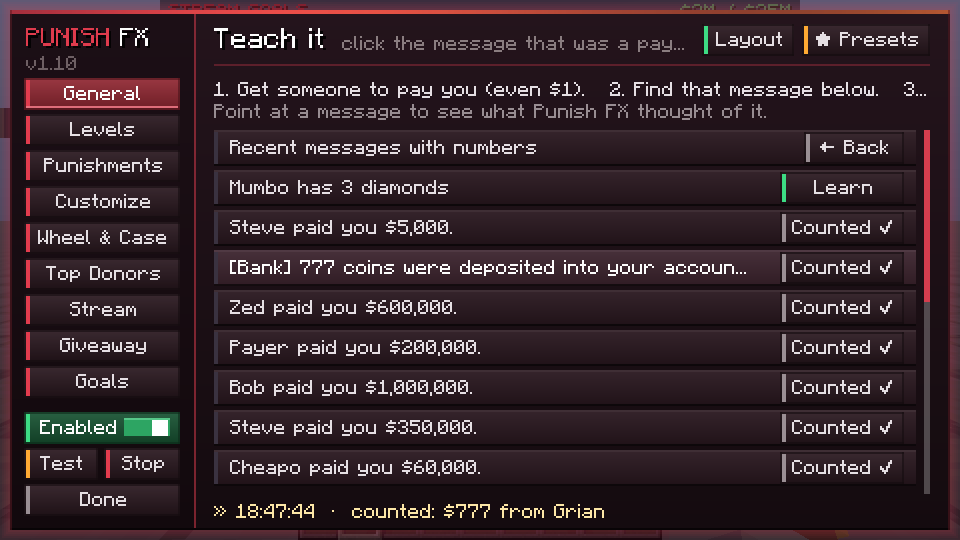 PUNISH FX
v1.10
General
Levels
Punishments
Customize
Wheel & Case
Top Donors
Stream
Giveaway
Goals
Enabled
Test Stop
Done
Teach it click the message that was a pay... Layout ★ Presets
1. Get someone to pay you (even $1). 2. Find that message below. 3...
Point at a message to see what Punish FX thought of it.
Recent messages with numbers ← Back
Mumbo has 3 diamonds Learn
Steve paid you $5,000. Counted ✓
[Bank] 777 coins were deposited into your accoun... Counted ✓
Zed paid you $600,000. Counted ✓
Payer paid you $200,000. Counted ✓
Bob paid you $1,000,000. Counted ✓
Steve paid you $350,000. Counted ✓
Cheapo paid you $60,000. Counted ✓
» 18:47:44 · counted: $777 from Grian